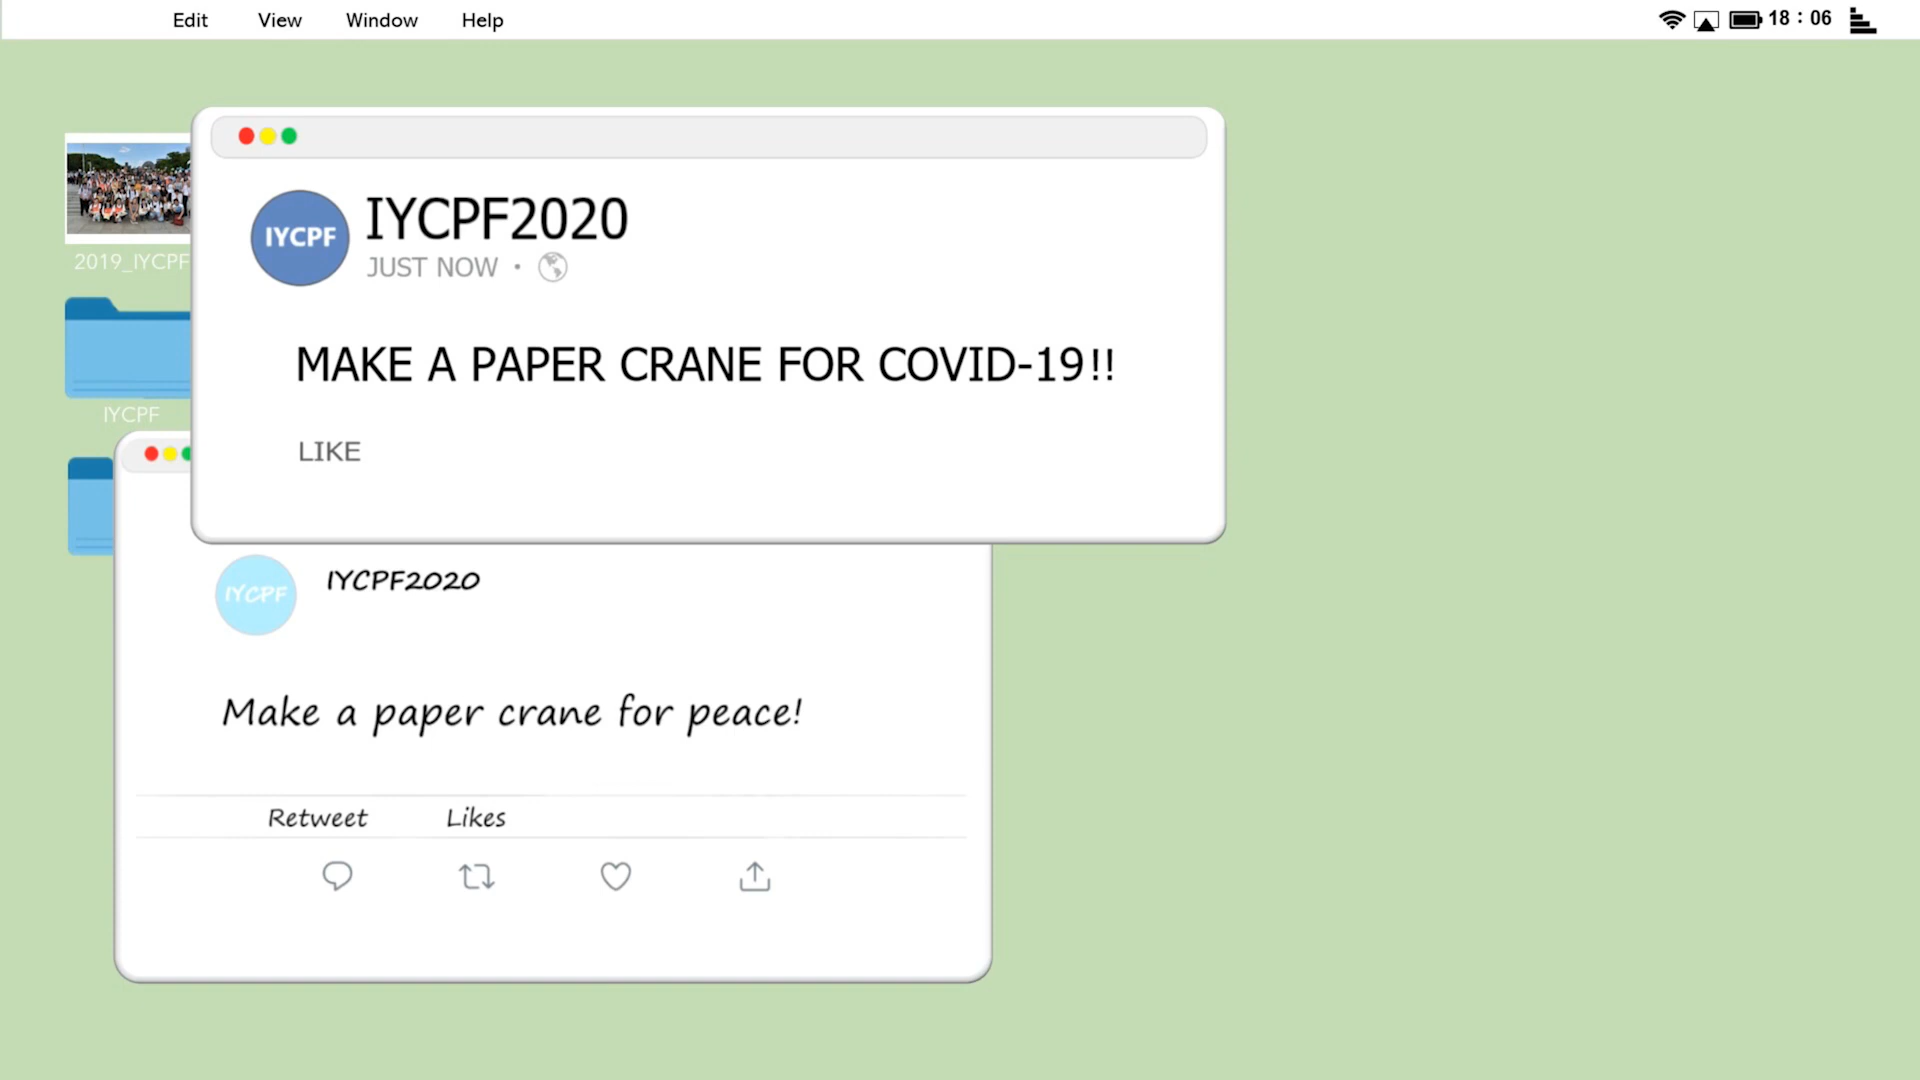 Edit View Window Help 18 : 06
2019_IYCPF
IYCPF
IYCPF
IYCPF2020
JUST NOW •
MAKE A PAPER CRANE FOR COVID-19!!
LIKE
IYCPF
IYCPF2020
Make a paper crane for peace!
Retweet Likes